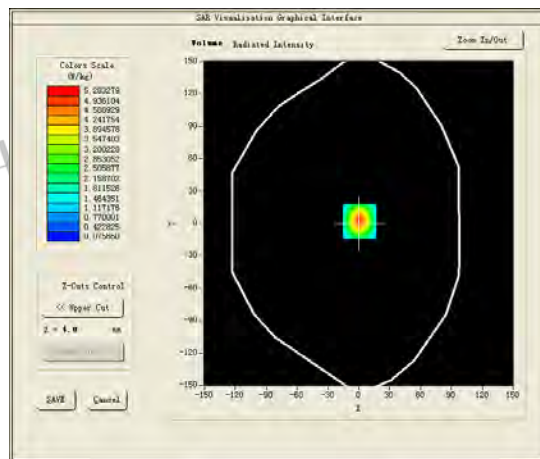 SAR Visualisation Graphical Interface
Volume Radiated Intensity
Zoom In/Out
Colors Scale
(W/kg)
5.283279
4.936104
4.588929
4.241754
3.894578
3.547403
3.200228
2.853052
2.505877
2.158702
1.811526
1.464351
1.117176
0.770001
0.422825
0.075650
Z-Cuts Control
<< Upper Cut
Z = 4.0 mm
SAVE
Cancel
150
120
90
60
30
0
-30
-60
-90
-120
-150
Y
-150 -120 -90 -60 -30 0 30 60 90 120 150
X